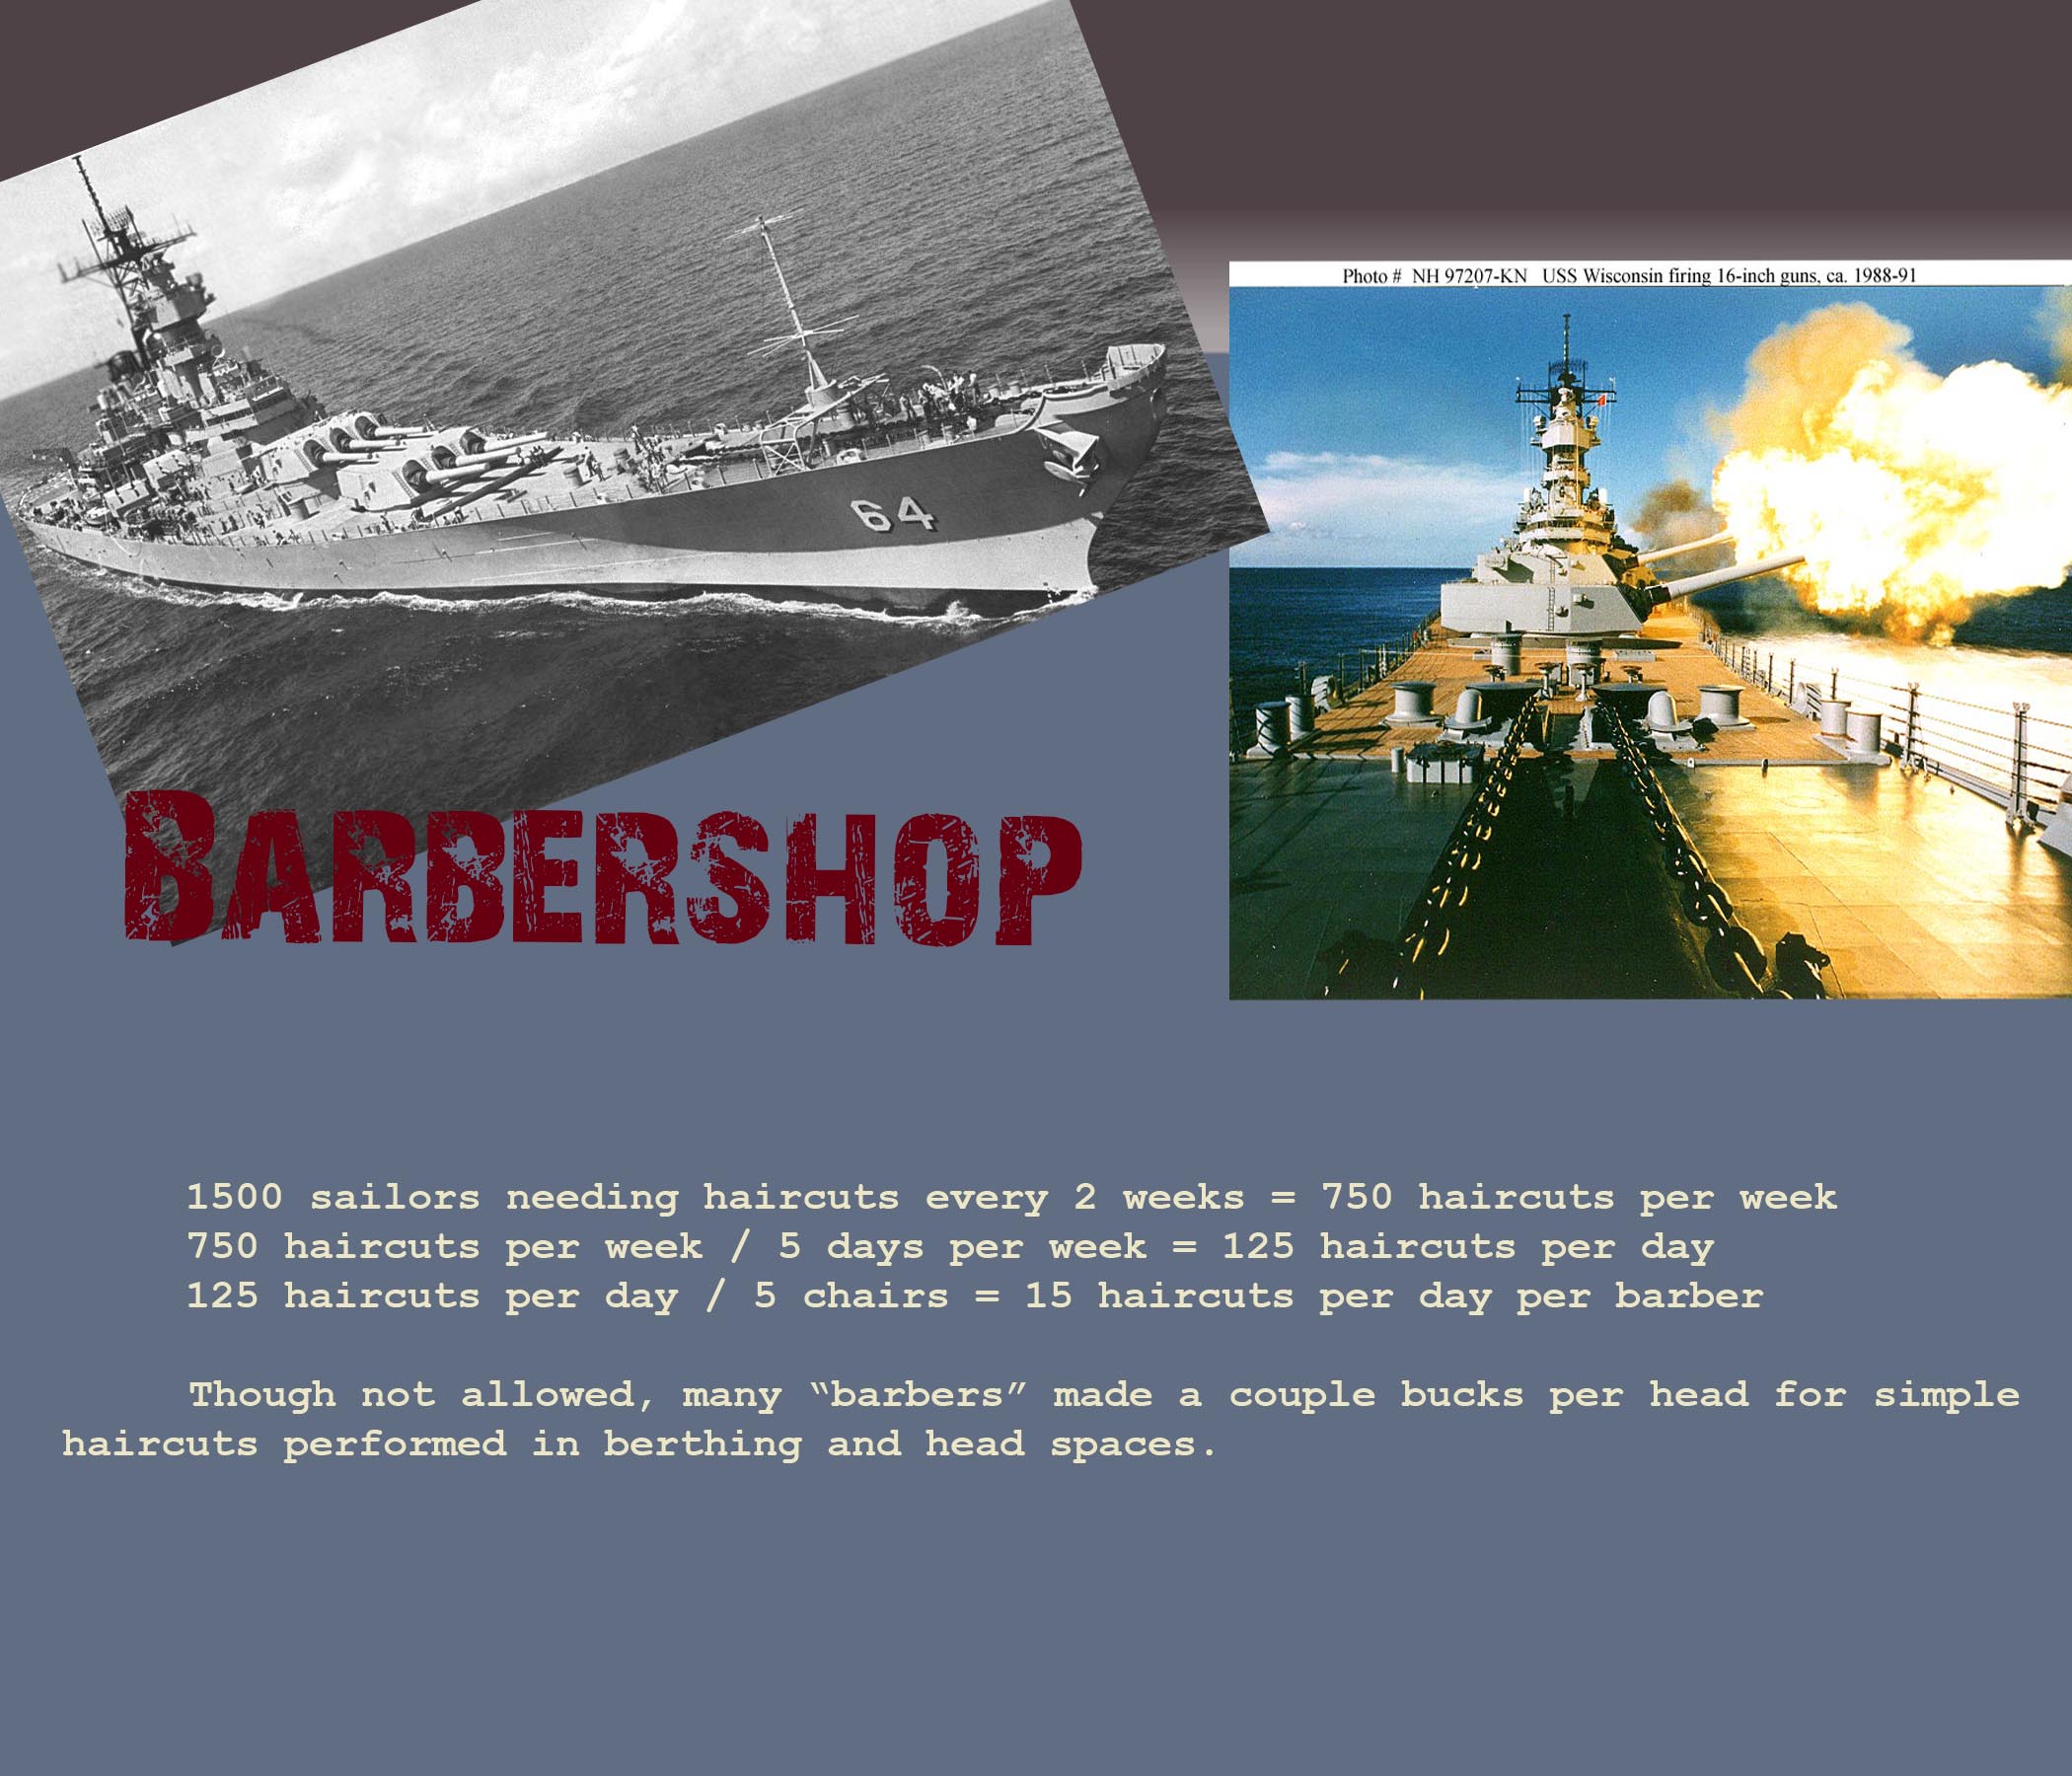 64
Photo # NH 97207-KN USS Wisconsin firing 16-inch guns, ca. 1988-91
BARBERSHOP
1500 sailors needing haircuts every 2 weeks = 750 haircuts per week
750 haircuts per week / 5 days per week = 125 haircuts per day
125 haircuts per day / 5 chairs = 15 haircuts per day per barber
Though not allowed, many “barbers” made a couple bucks per head for simple
haircuts performed in berthing and head spaces.